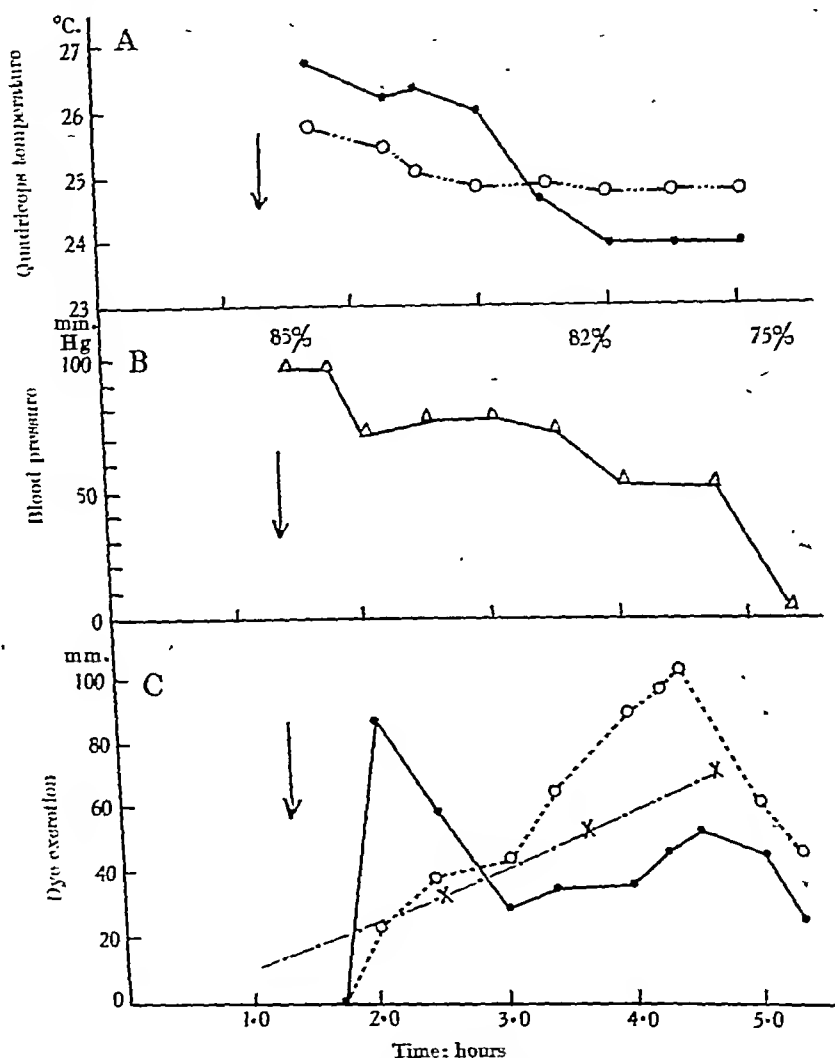 °C.
A
27
26
25
24
23
Quadriceps temperature
mm.
Hg
85%
82%
75%
B
100
50
0
Blood pressure
mm.
C
100
80
60
40
20
0
Dye excretion
1·0 2·0 3·0 4·0 5·0
Time: hours